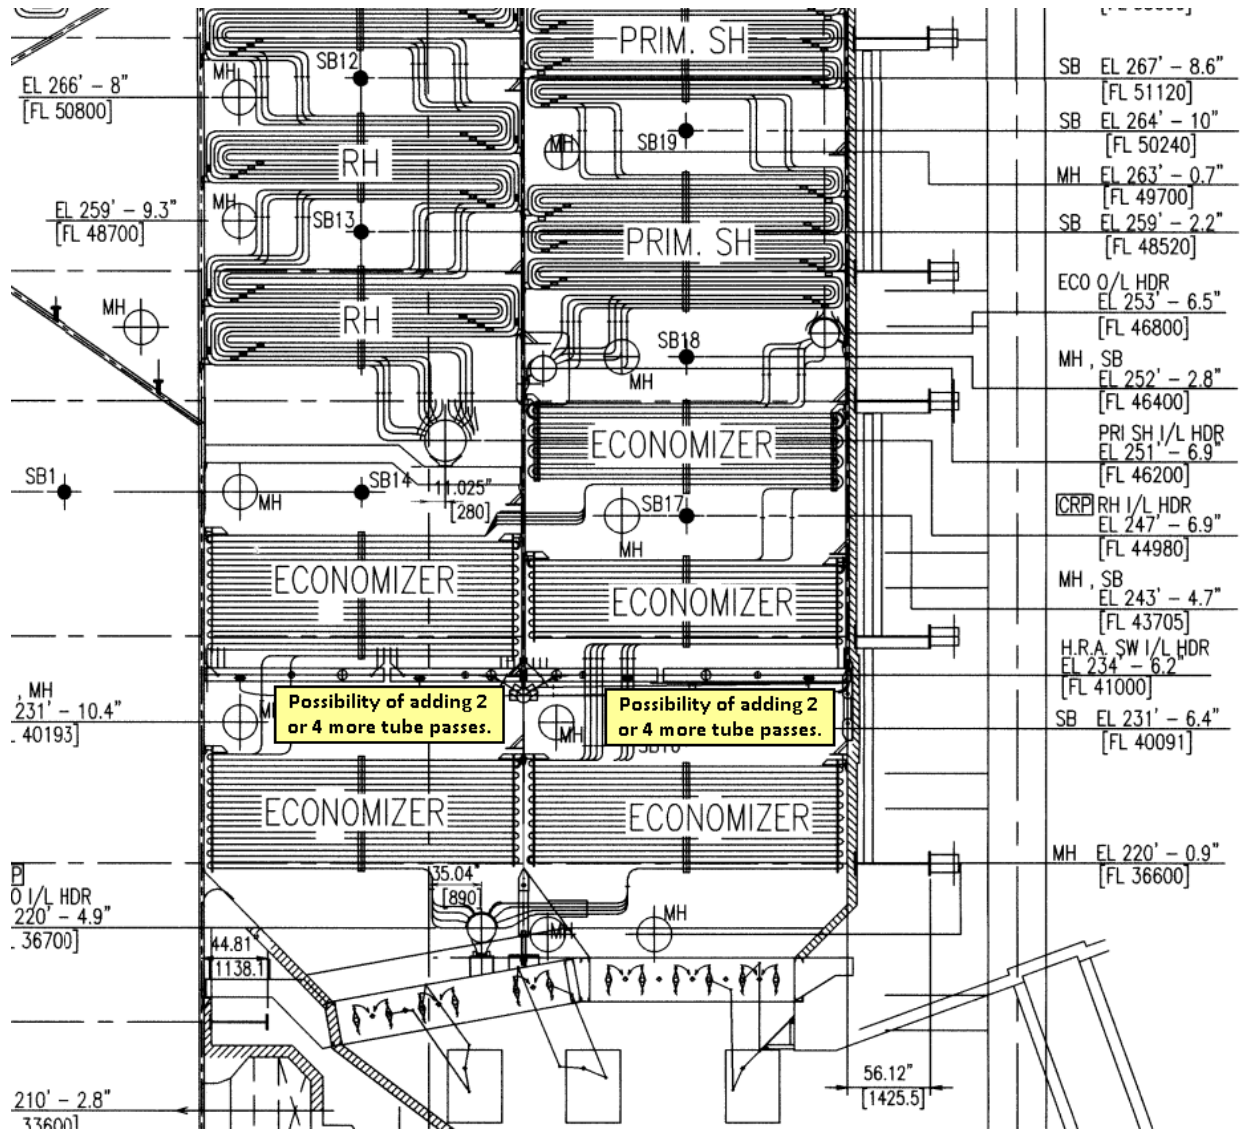 PRIM. SH
SB12
MH
EL 266' - 8"
[FL 50800]
SB EL 267' - 8.6"
[FL 51120]
SB EL 264' - 10"
[FL 50240]
MH
SB19
RH
MH EL 263' - 0.7"
[FL 49700]
MH
EL 259' - 9.3"
[FL 48700]
SB13
SB EL 259' - 2.2"
[FL 48520]
PRIM. SH
ECO O/L HDR
EL 253' - 6.5"
[FL 46800]
MH
RH
SB18
MH
MH , SB
EL 252' - 2.8"
[FL 46400]
ECONOMIZER
PRI SH I/L HDR
EL 251' - 6.9"
[FL 46200]
SB1
MH
SB14
11.025"
[280]
SB17
MH
CRP RH I/L HDR
EL 247' - 6.9"
[FL 44980]
ECONOMIZER
ECONOMIZER
MH , SB
EL 243' - 4.7"
[FL 43705]
H.R.A. SW I/L HDR
EL 234' - 6.2"
[FL 41000]
, MH
231' - 10.4"
40193]
Possibility of adding 2
or 4 more tube passes.
MH
Possibility of adding 2
or 4 more tube passes.
SB EL 231' - 6.4"
[FL 40091]
ECONOMIZER
ECONOMIZER
MH EL 220' - 0.9"
[FL 36600]
P
O I/L HDR
220' - 4.9"
36700]
35.04"
[890]
MH
MH
44.81"
[1138.1
56.12"
[1425.5]
210' - 2.8"
33600]